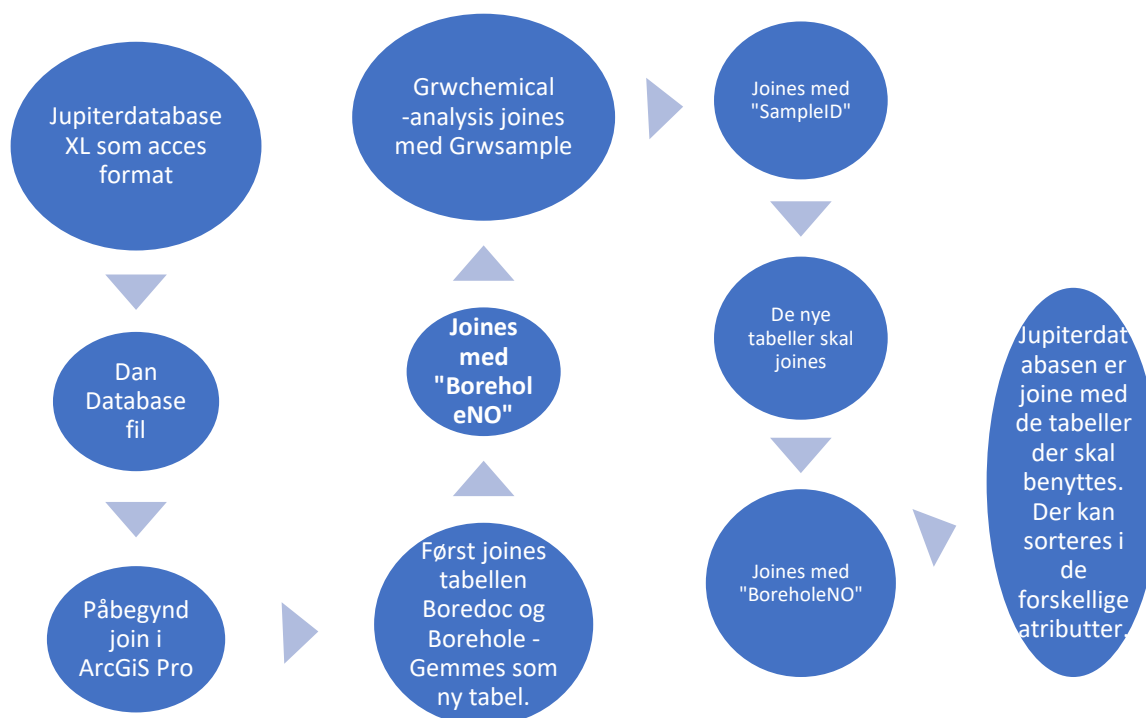 Jupiterdatabase
XL som acces
format
Dan
Database
fil
Påbegynd
join i
ArcGiS Pro
Først joines
tabellen
Boredoc og
Borehole -
Gemmes som
ny tabel.
Joines
med
"Borehol
eNO"
Grwchemical
-analysis joines
med Grwsample
Joines med
"SampleID"
De nye
tabeller skal
joines
Joines med
"BoreholeNO"
Jupiterdat
abasen er
joine med
de tabeller
der skal
benyttes.
Der kan
sorteres i
de
forskellige
atributter.